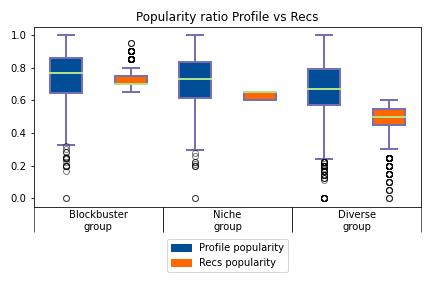 Popularity ratio Profile vs Recs
1.0
0.8
0.6
0.4
0.2
0.0
Blockbuster
group
Niche
group
Diverse
group
Profile popularity
Recs popularity